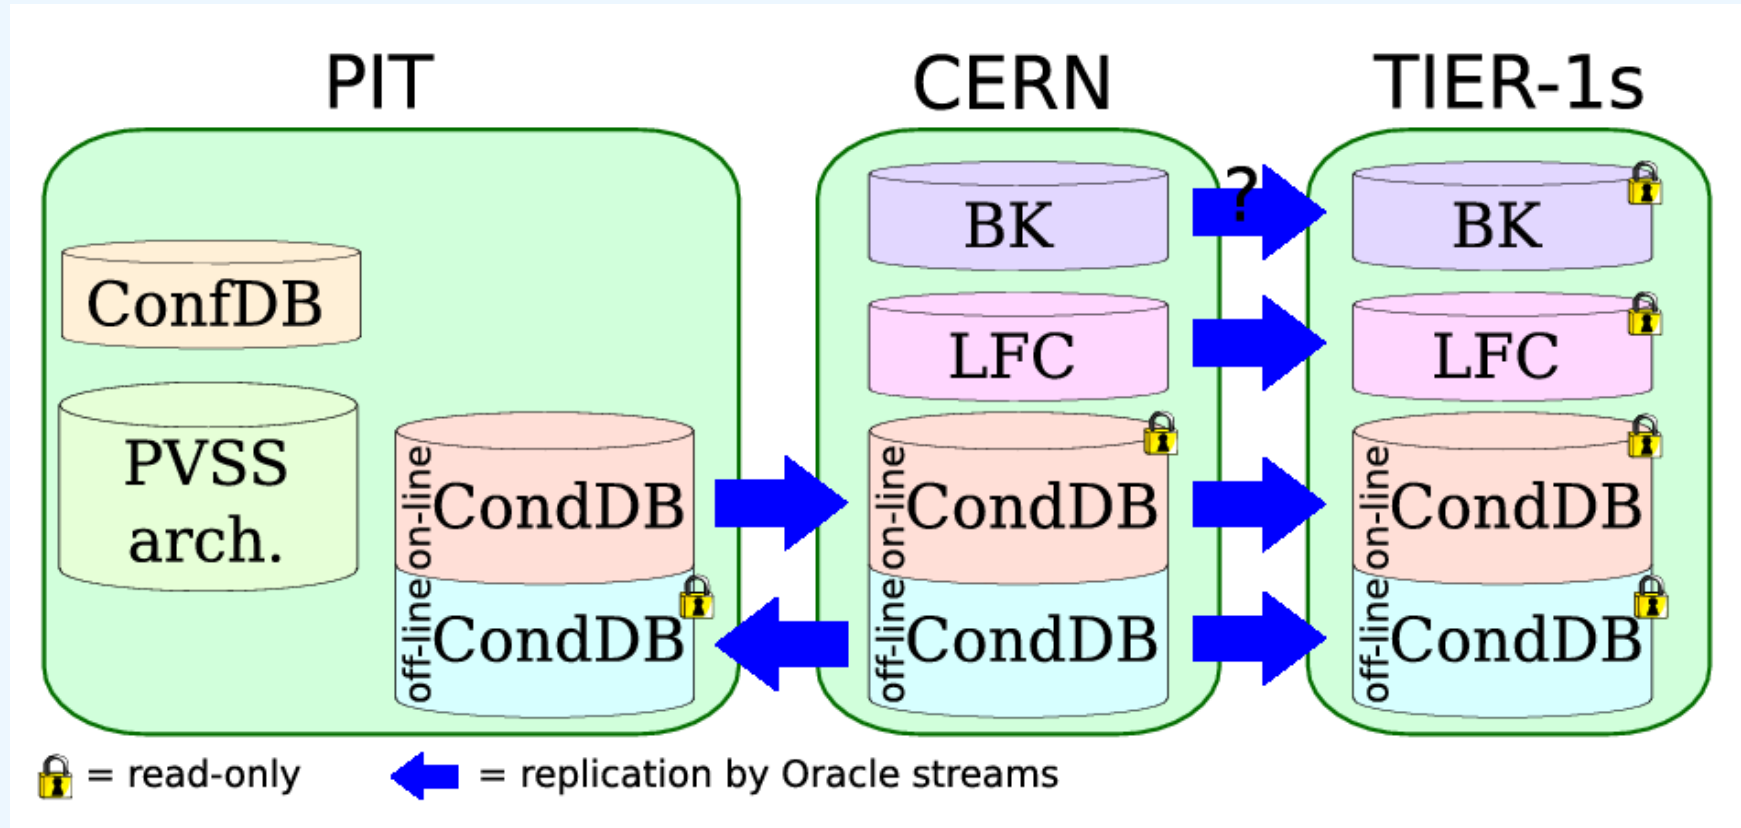 PIT
CERN
TIER-1s
ConfDB
PVSS
arch.
on-line
CondDB
off-line
CondDB
BK
LFC
on-line
CondDB
off-line
CondDB
?
BK
LFC
on-line
CondDB
off-line
CondDB
= read-only
= replication by Oracle streams